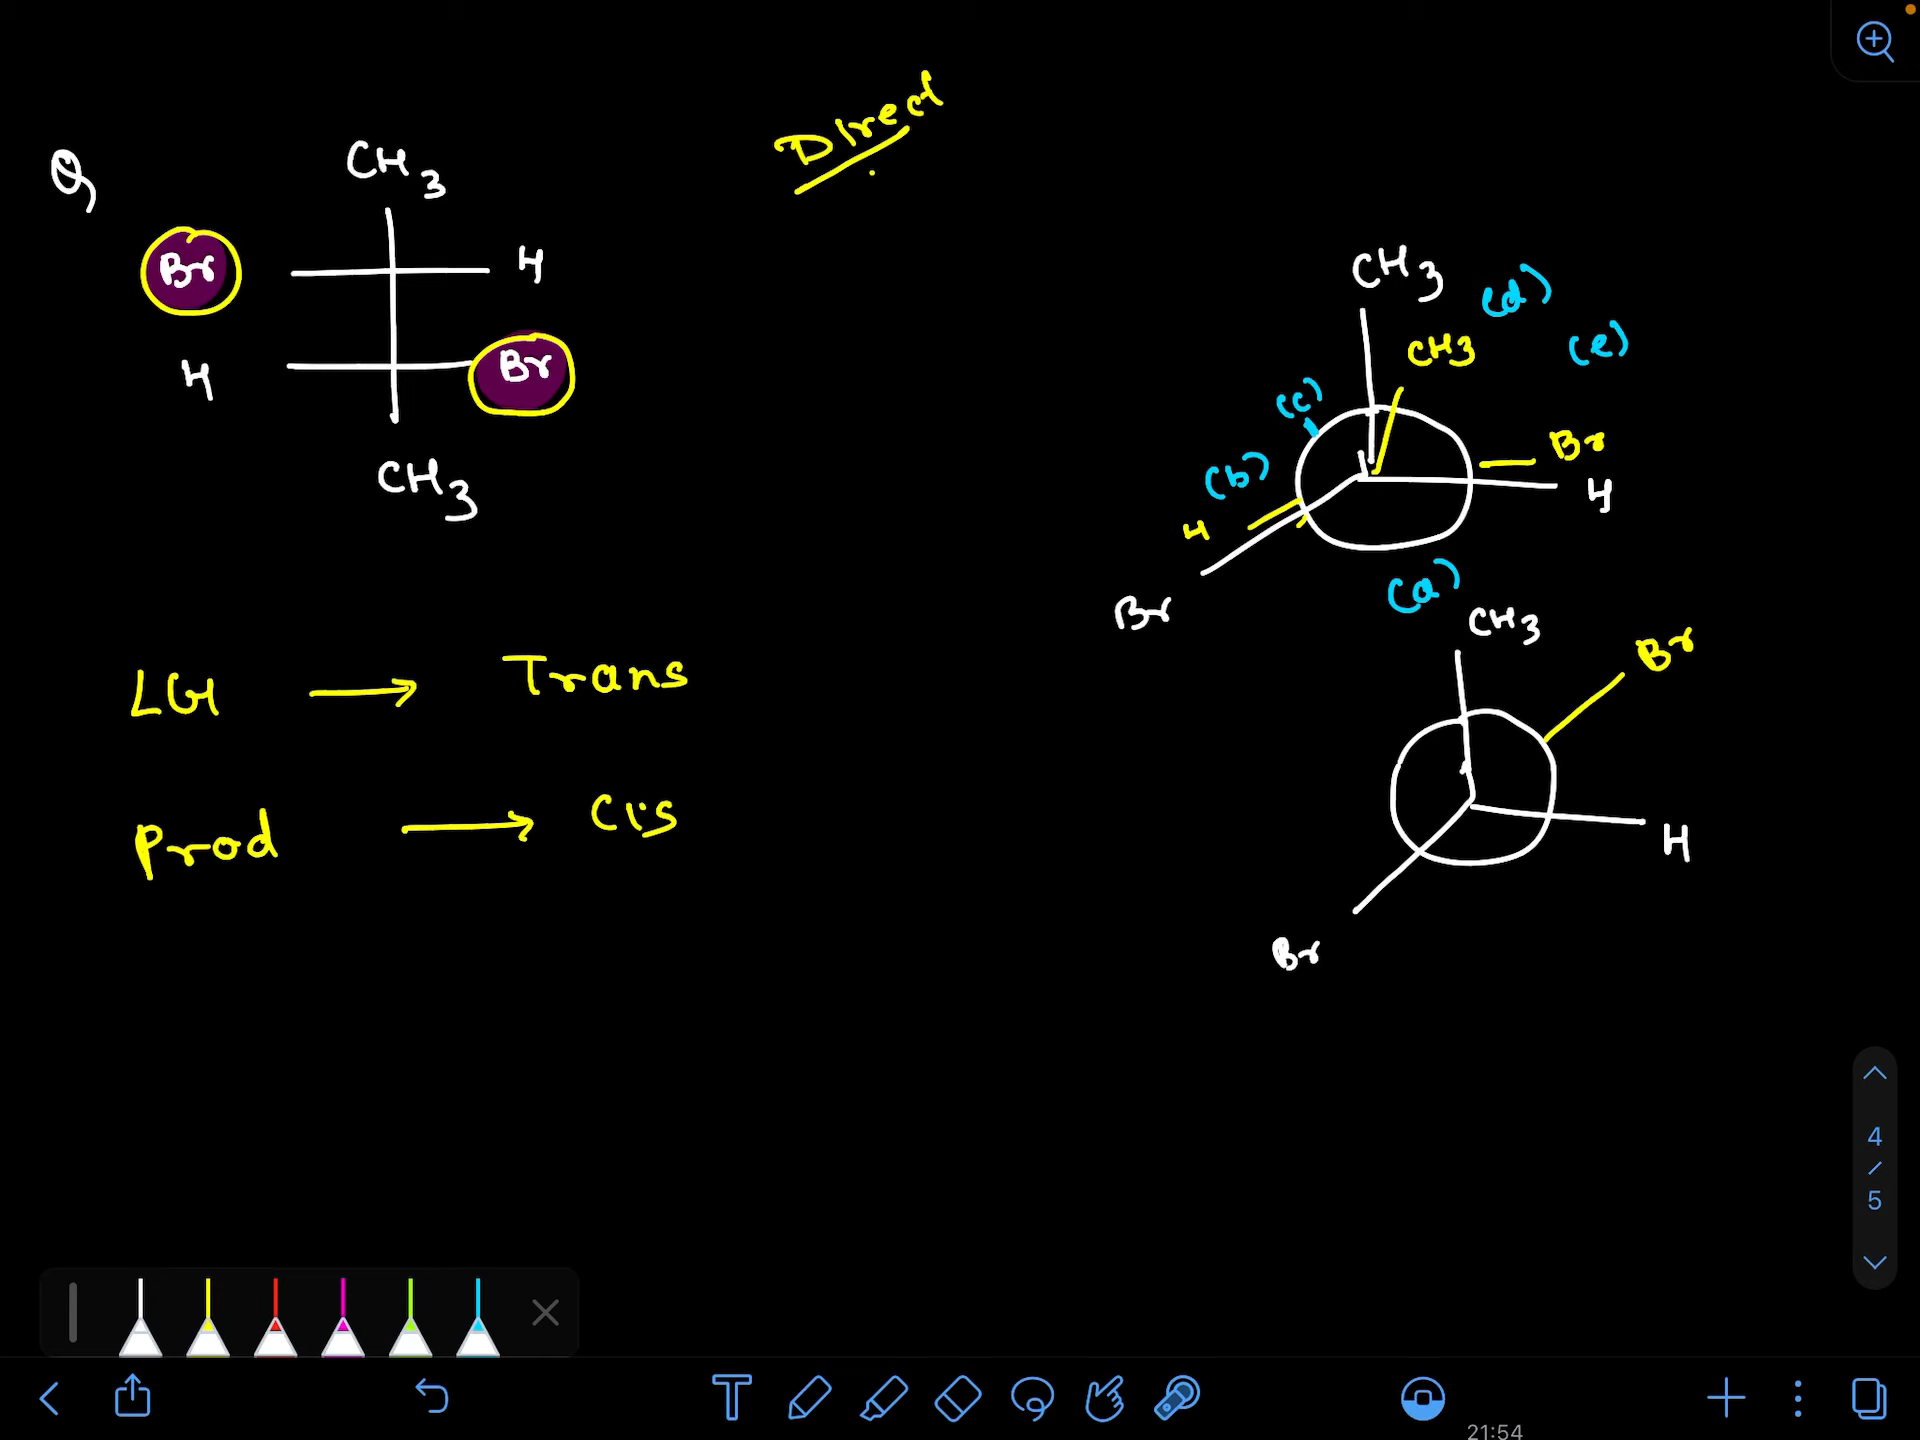 Q
CH3
Br H
H Br
CH3
Direct
LG → Trans
Prod → Cis
CH3
(d)
CH3
(e)
(c)
Br
(b)
H
H
Br
(a)
CH3
Br
H
Br
4
/
5
21:54